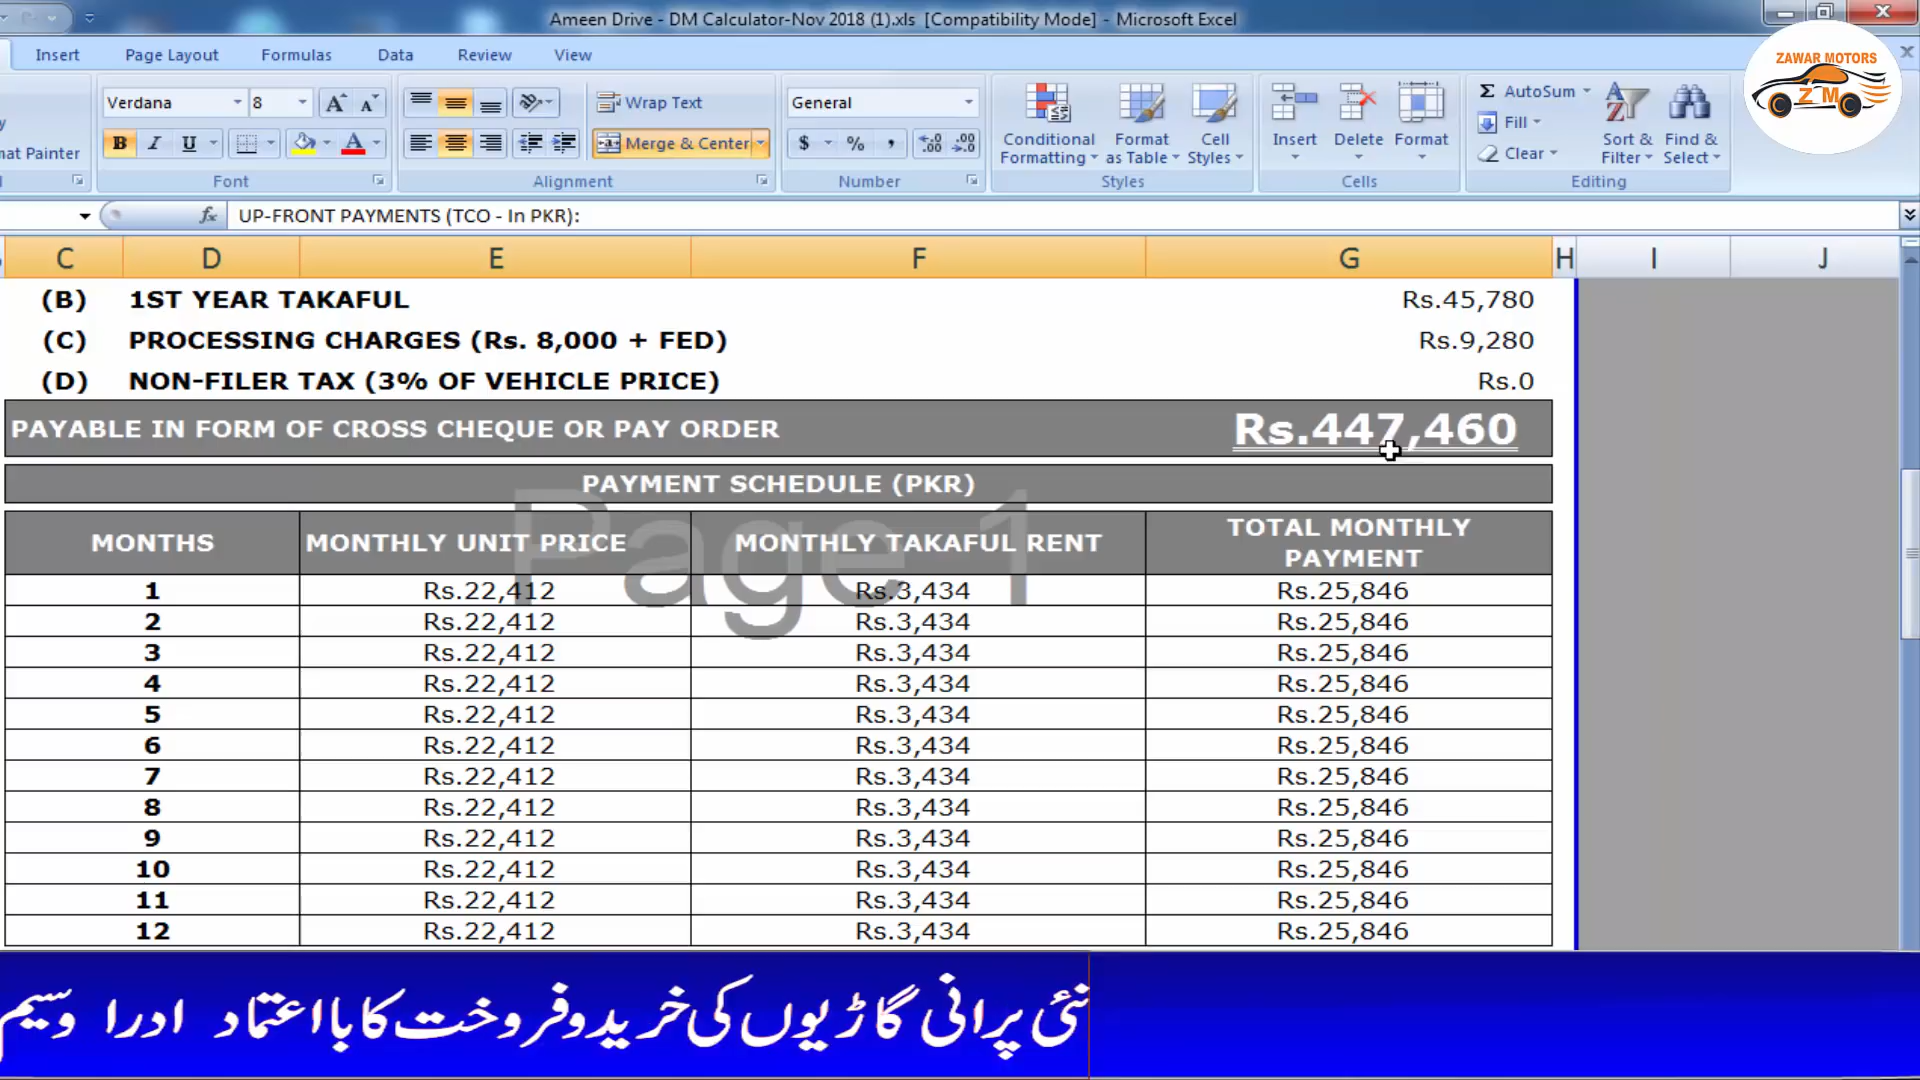 Ameen Drive - DM Calculator-Nov 2018 (1).xls [Compatibility Mode] - Microsoft Excel
Insert Page Layout Formulas Data Review View
ZAWAR MOTORS
Z M
Verdana 8 Wrap Text General Conditional Formatting Format as Table Cell Styles Insert Delete Format AutoSum Fill Clear Sort & Filter Find & Select
B I U Merge & Center $ % ,
mat Painter
Font Alignment Number Styles Cells Editing
fx UP-FRONT PAYMENTS (TCO - In PKR):
C D E F G H I J
(B) 1ST YEAR TAKAFUL Rs.45,780
(C) PROCESSING CHARGES (Rs. 8,000 + FED) Rs.9,280
(D) NON-FILER TAX (3% OF VEHICLE PRICE) Rs.0
PAYABLE IN FORM OF CROSS CHEQUE OR PAY ORDER Rs.447,460
PAYMENT SCHEDULE (PKR)
Page 1
MONTHS MONTHLY UNIT PRICE MONTHLY TAKAFUL RENT TOTAL MONTHLY PAYMENT
1 Rs.22,412 Rs.3,434 Rs.25,846
2 Rs.22,412 Rs.3,434 Rs.25,846
3 Rs.22,412 Rs.3,434 Rs.25,846
4 Rs.22,412 Rs.3,434 Rs.25,846
5 Rs.22,412 Rs.3,434 Rs.25,846
6 Rs.22,412 Rs.3,434 Rs.25,846
7 Rs.22,412 Rs.3,434 Rs.25,846
8 Rs.22,412 Rs.3,434 Rs.25,846
9 Rs.22,412 Rs.3,434 Rs.25,846
10 Rs.22,412 Rs.3,434 Rs.25,846
11 Rs.22,412 Rs.3,434 Rs.25,846
12 Rs.22,412 Rs.3,434 Rs.25,846
نئی پرانی گاڑیوں کی خریدوفروخت کا بااعتماد ادرا وسیم